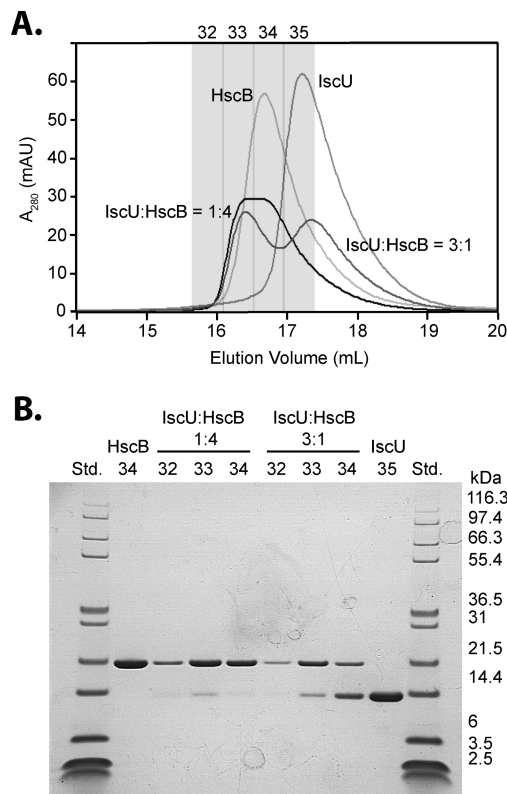 A.
32 33 34 35
60
50
40
30
20
10
0
A280 (mAU)
HscB
IscU
IscU:HscB = 1:4
IscU:HscB = 3:1
14 15 16 17 18 19 20
Elution Volume (mL)
B.
IscU:HscB IscU:HscB
HscB 1:4 3:1 IscU
Std. 34 32 33 34 32 33 34 35 Std.
kDa
116.3
97.4
66.3
55.4
36.5
31
21.5
14.4
6
3.5
2.5